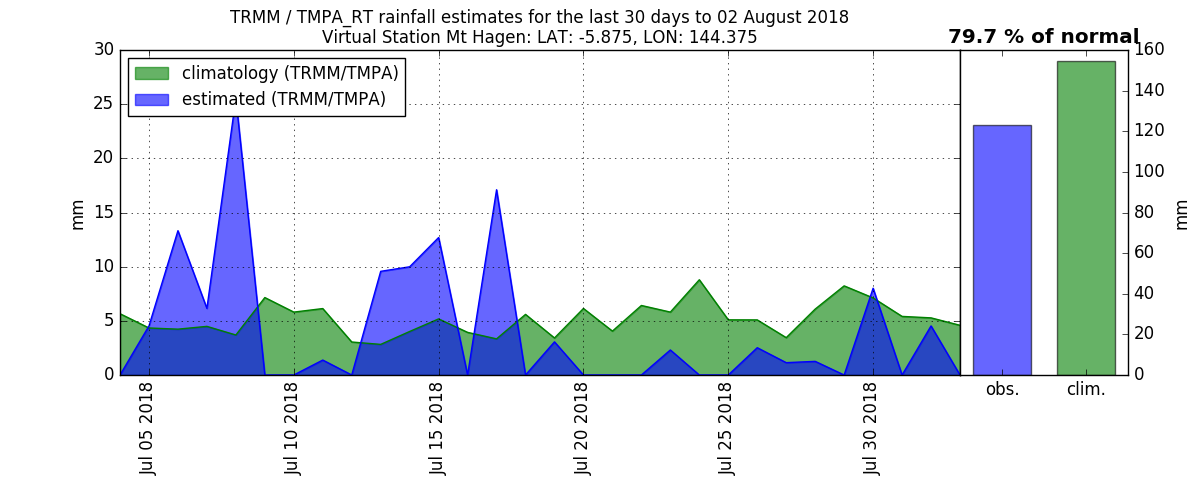 TRMM / TMPA_RT rainfall estimates for the last 30 days to 02 August 2018
Virtual Station Mt Hagen: LAT: -5.875, LON: 144.375
79.7 % of normal
climatology (TRMM/TMPA)
estimated (TRMM/TMPA)
30
25
20
15
10
5
0
mm
Jul 05 2018
Jul 10 2018
Jul 15 2018
Jul 20 2018
Jul 25 2018
Jul 30 2018
obs.
clim.
160
140
120
100
80
60
40
20
0
mm